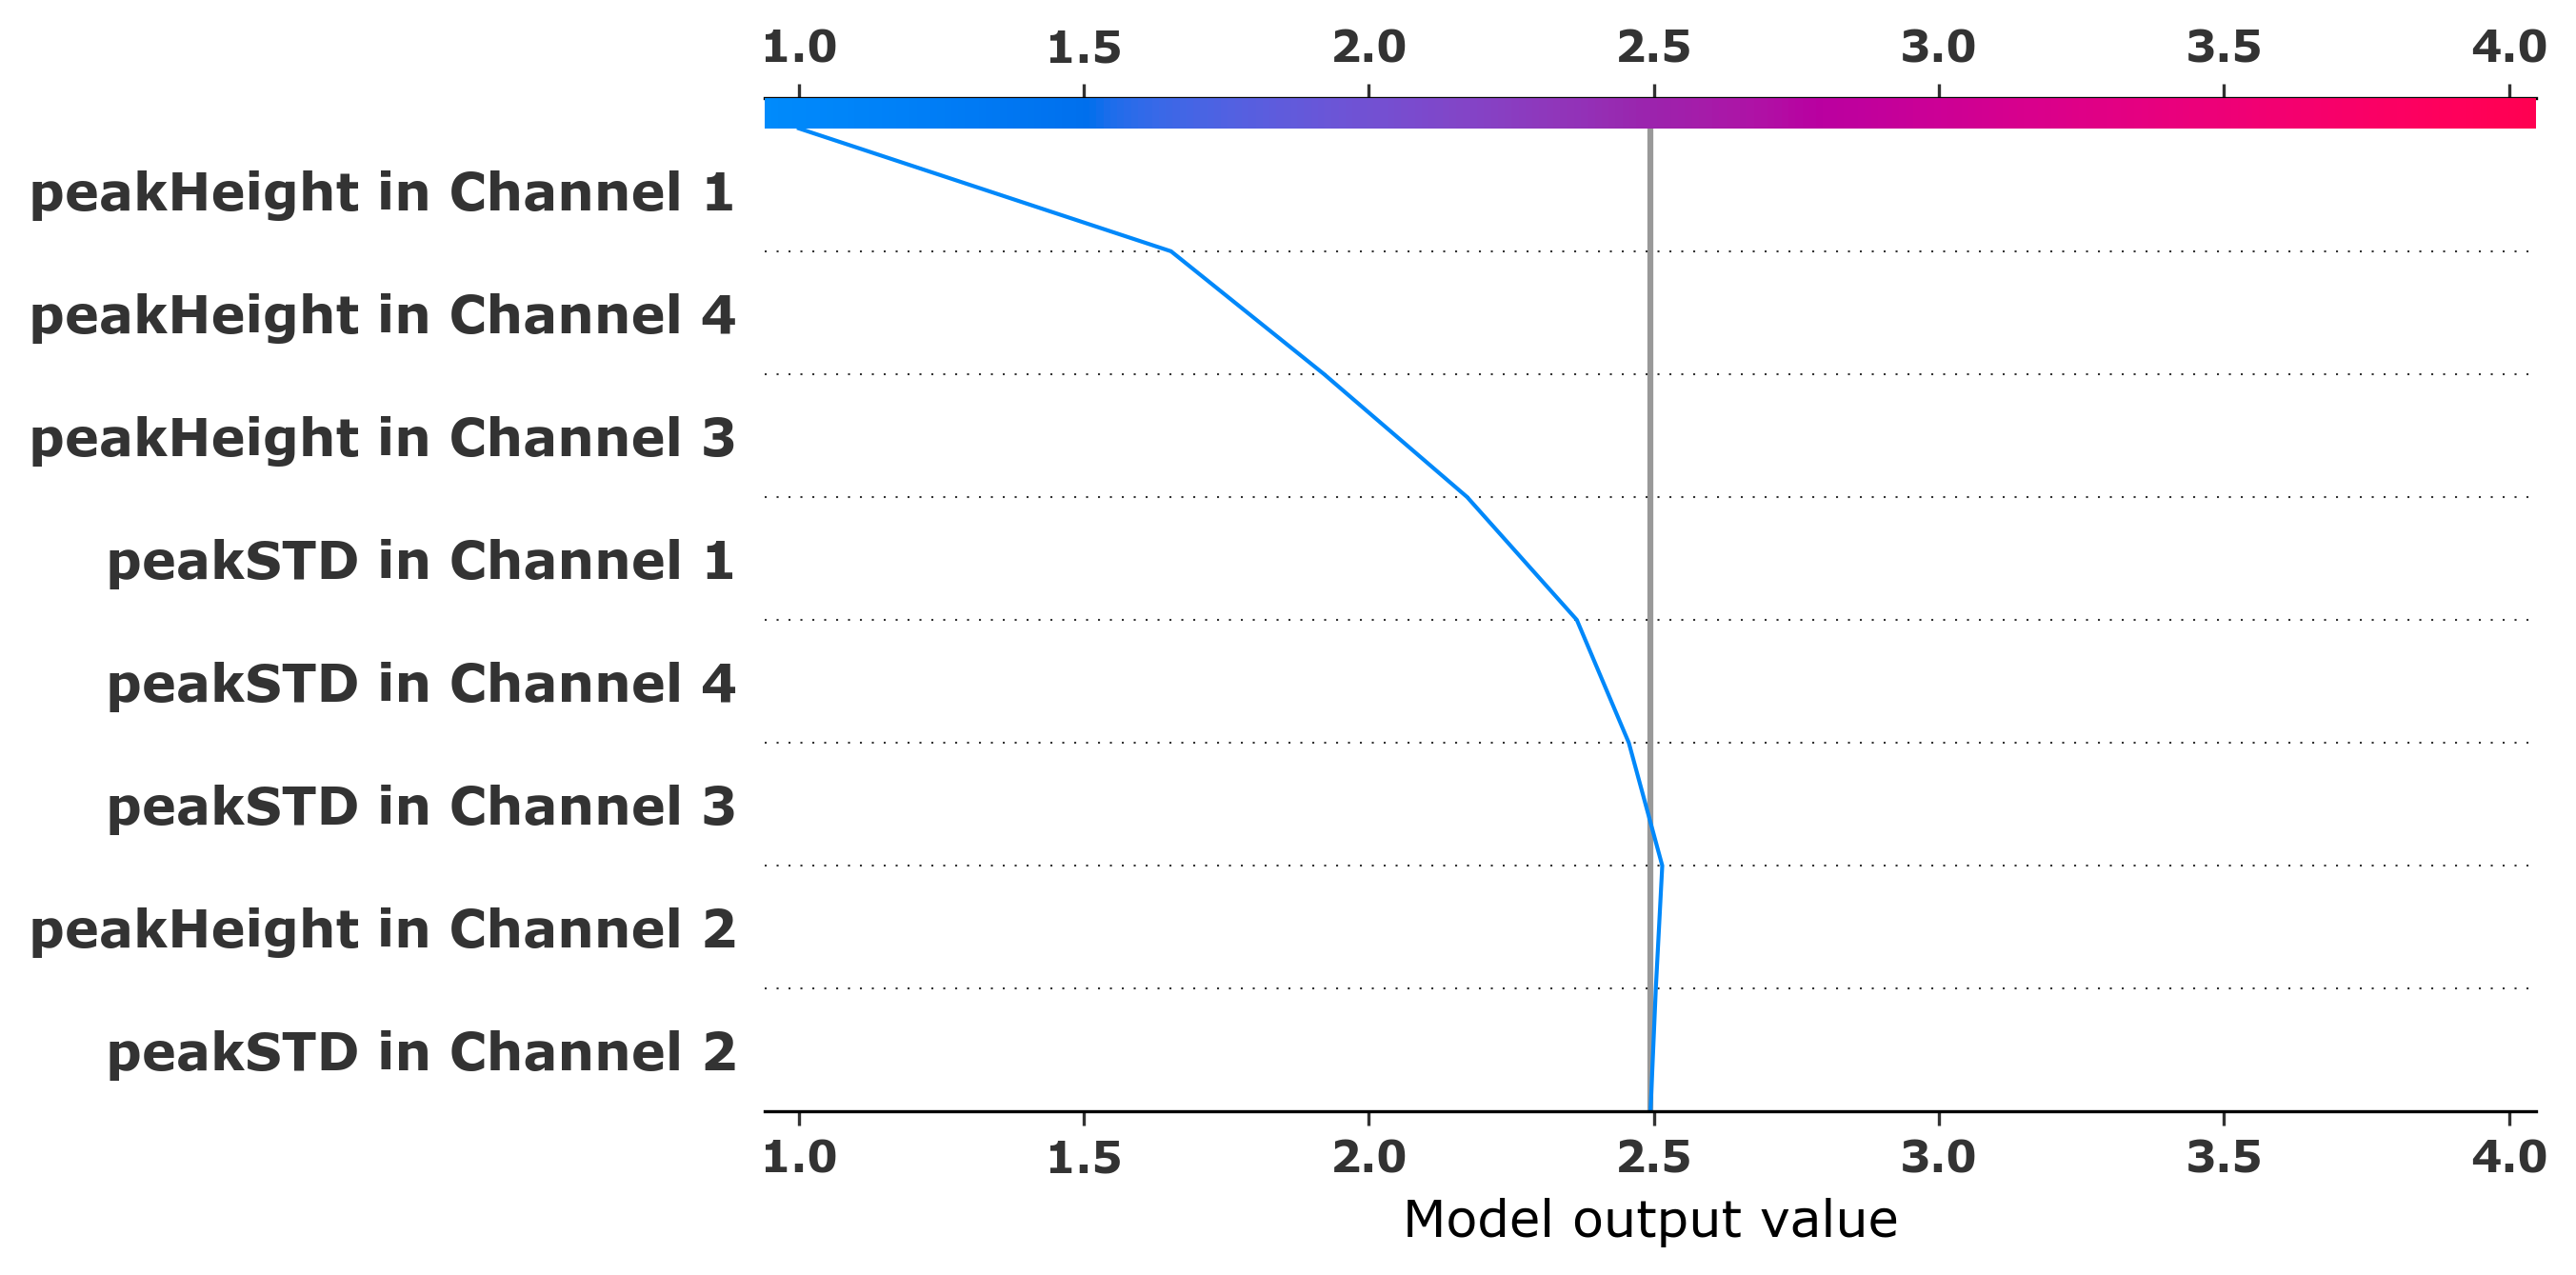 1.0 1.5 2.0 2.5 3.0 3.5 4.0
peakHeight in Channel 1
peakHeight in Channel 4
peakHeight in Channel 3
peakSTD in Channel 1
peakSTD in Channel 4
peakSTD in Channel 3
peakHeight in Channel 2
peakSTD in Channel 2
1.0 1.5 2.0 2.5 3.0 3.5 4.0
Model output value